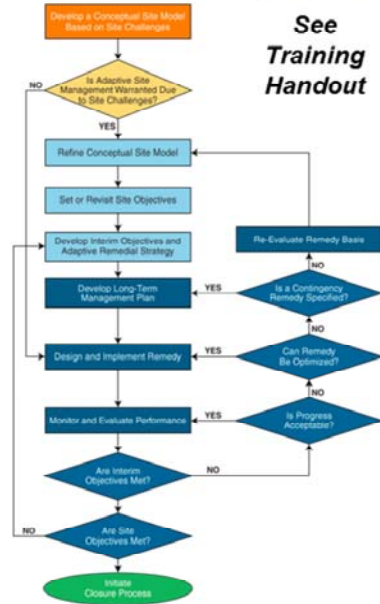 Develop a Conceptual Site Model
Based on Site Challenges
See
Training
Handout
NO
Is Adaptive Site
Management Warranted Due
to Site Challenges?
YES
Refine Conceptual Site Model
Set or Revisit Site Objectives
Develop Interim Objectives and
Adaptive Remedial Strategy
Re-Evaluate Remedy Basis
NO
Develop Long-Term
Management Plan
YES
Is a Contingency
Remedy Specified?
NO
Design and Implement Remedy
YES
Can Remedy
Be Optimized?
NO
Monitor and Evaluate Performance
YES
Is Progress
Acceptable?
Are Interim
Objectives Met?
NO
NO
Are Site
Objectives Met?
Initiate
Closure Process